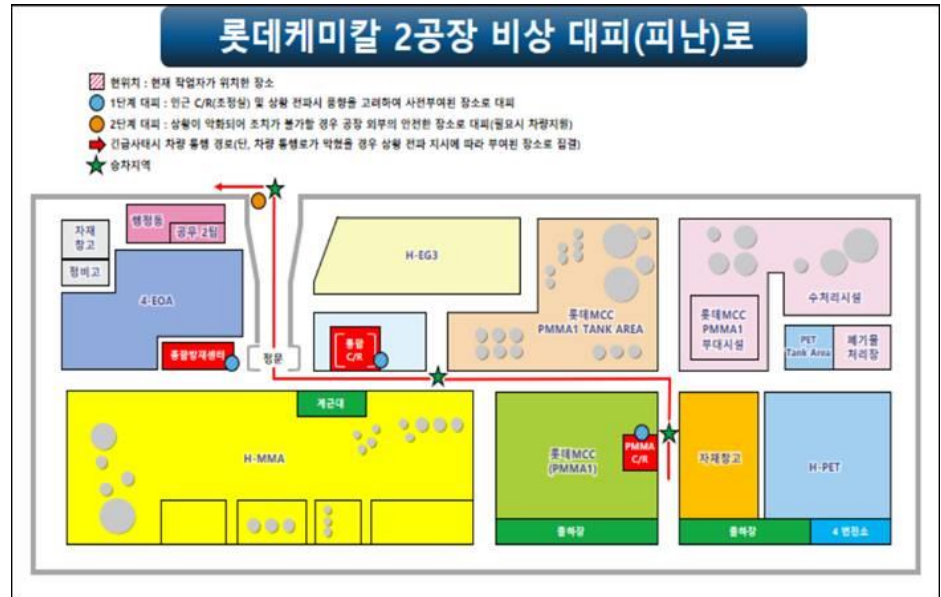 롯데케미칼 2공장 비상 대피(피난)로
현위치 : 현재 작업자가 위치한 장소
1단계 대피 : 인근 C/R(조정실) 및 상황 전파시 풍향을 고려하여 사전부여된 장소로 대피
2단계 대피 : 상황이 악화되어 조치가 불가할 경우 공장 외부의 안전한 장소로 대피(필요시 차량지원)
긴급사태시 차량 통행 경로(단, 차량 통행로가 막혔을 경우 상황 전파 지시에 따라 부여된 장소로 집결)
승차지역
자재
창고
정비고
행정동
공무 2팀
4-EOA
통합방재센터
정문
H-EG3
통합
C/R
롯데MCC
PMMA1 TANK AREA
수처리시설
롯데MCC
PMMA1
부대시설
PET
Tank Area
폐기물
처리장
계근대
H-MMA
롯데MCC
(PMMA1)
PMMA
C/R
출하장
자재창고
H-PET
출하장
4 변전소